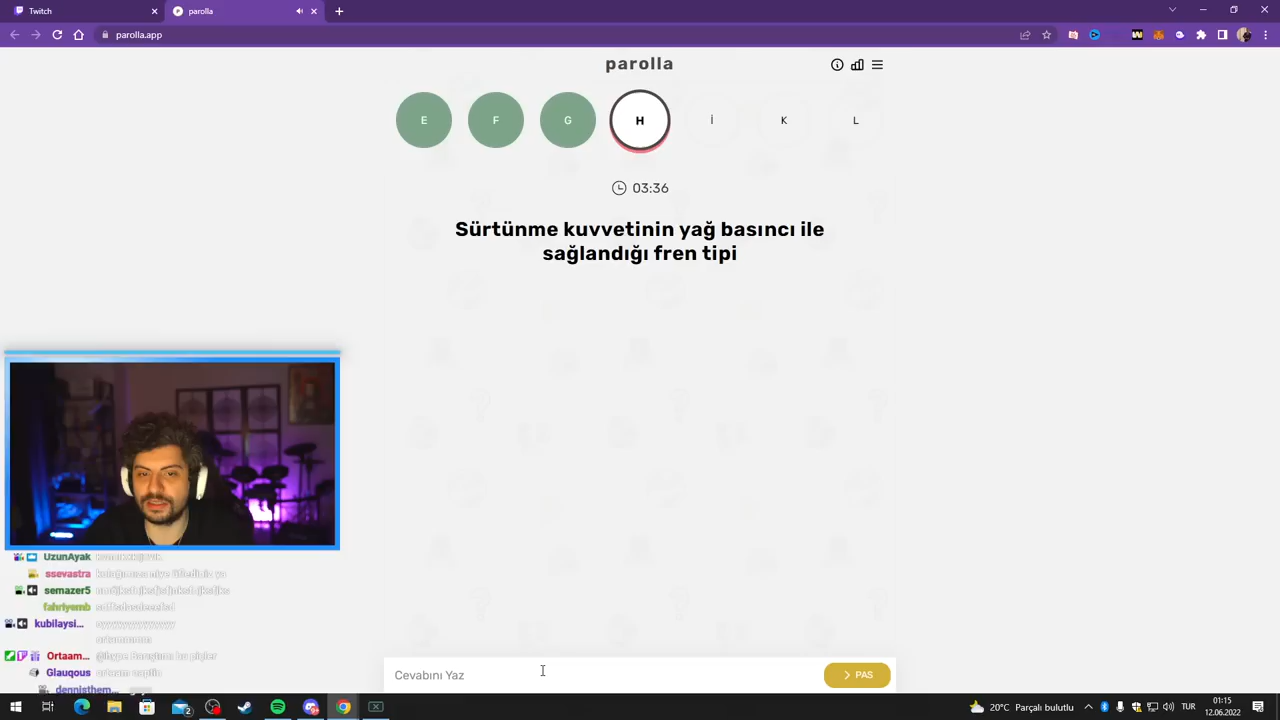 Twitch
parolla
parolla.app
parolla
E
F
G
H
İ
K
L
03:36
Sürtünme kuvvetinin yağ basıncı ile
sağlandığı fren tipi
UzunAyak
ssevastra
semazer5
fahriyemb
kubilaysi...
Ortaam...
Glauqous
dennisthem...
Cevabını Yaz
PAS
20°C Parçalı bulutlu
TUR
01:15
12.06.2022